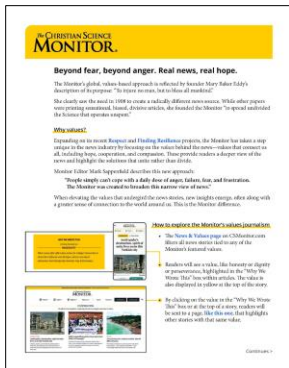 The CHRISTIAN SCIENCE
MONITOR®
Beyond fear, beyond anger. Real news, real hope.
The Monitor's global, values-based approach is reflected by founder Mary Baker Eddy's
description of its purpose: "To injure no man, but to bless all mankind."
She clearly saw the need in 1908 to create a radically different news source. While other papers
were printing sensational, biased, divisive articles, she founded the Monitor "to spread undivided
the Science that operates unspent."
Why values?
Expanding on its recent Respect and Finding Resilience projects, the Monitor has taken a step
unique in the news industry by focusing on the values behind the news—values that connect us
all, including hope, cooperation, and compassion. These provide readers a deeper view of the
news and highlight the solutions that unite rather than divide.
Monitor Editor Mark Sappenfield describes this new approach:
"People simply can't cope with a daily dose of anger, failure, fear, and frustration.
The Monitor was created to broaden this narrow view of news."
When elevating the values that undergird the news stories, new insights emerge, often along with
a greater sense of connection to the world around us. This is the Monitor difference.
How to explore the Monitor's values journalism
The News & Values page on CSMonitor.com
filters all news stories tied to any of the
Monitor's featured values.
Readers will see a value, like honesty or dignity
or perseverance, highlighted in the "Why We
Wrote This" box within articles. The value is
also displayed in yellow at the top of the story.
By clicking on the value in the "Why We Wrote
This" box or at the top of a story, readers will
be sent to a page, like this one, that highlights
other stories with that same value.
MONITOR
Continues >